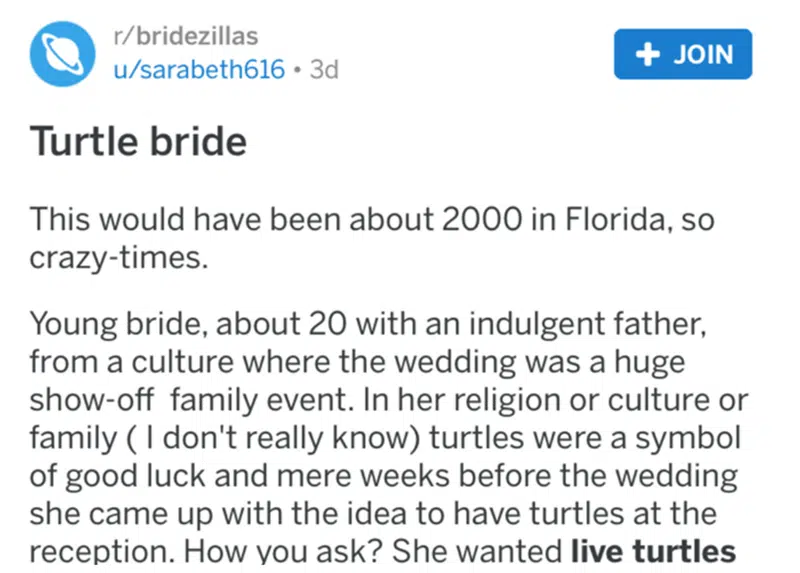 r/bridezillas
u/sarabeth616 • 3d
+ JOIN
Turtle bride
This would have been about 2000 in Florida, so
crazy-times.
Young bride, about 20 with an indulgent father,
from a culture where the wedding was a huge
show-off  family event. In her religion or culture or
family ( I don't really know) turtles were a symbol
of good luck and mere weeks before the wedding
she came up with the idea to have turtles at the
reception. How you ask? She wanted live turtles